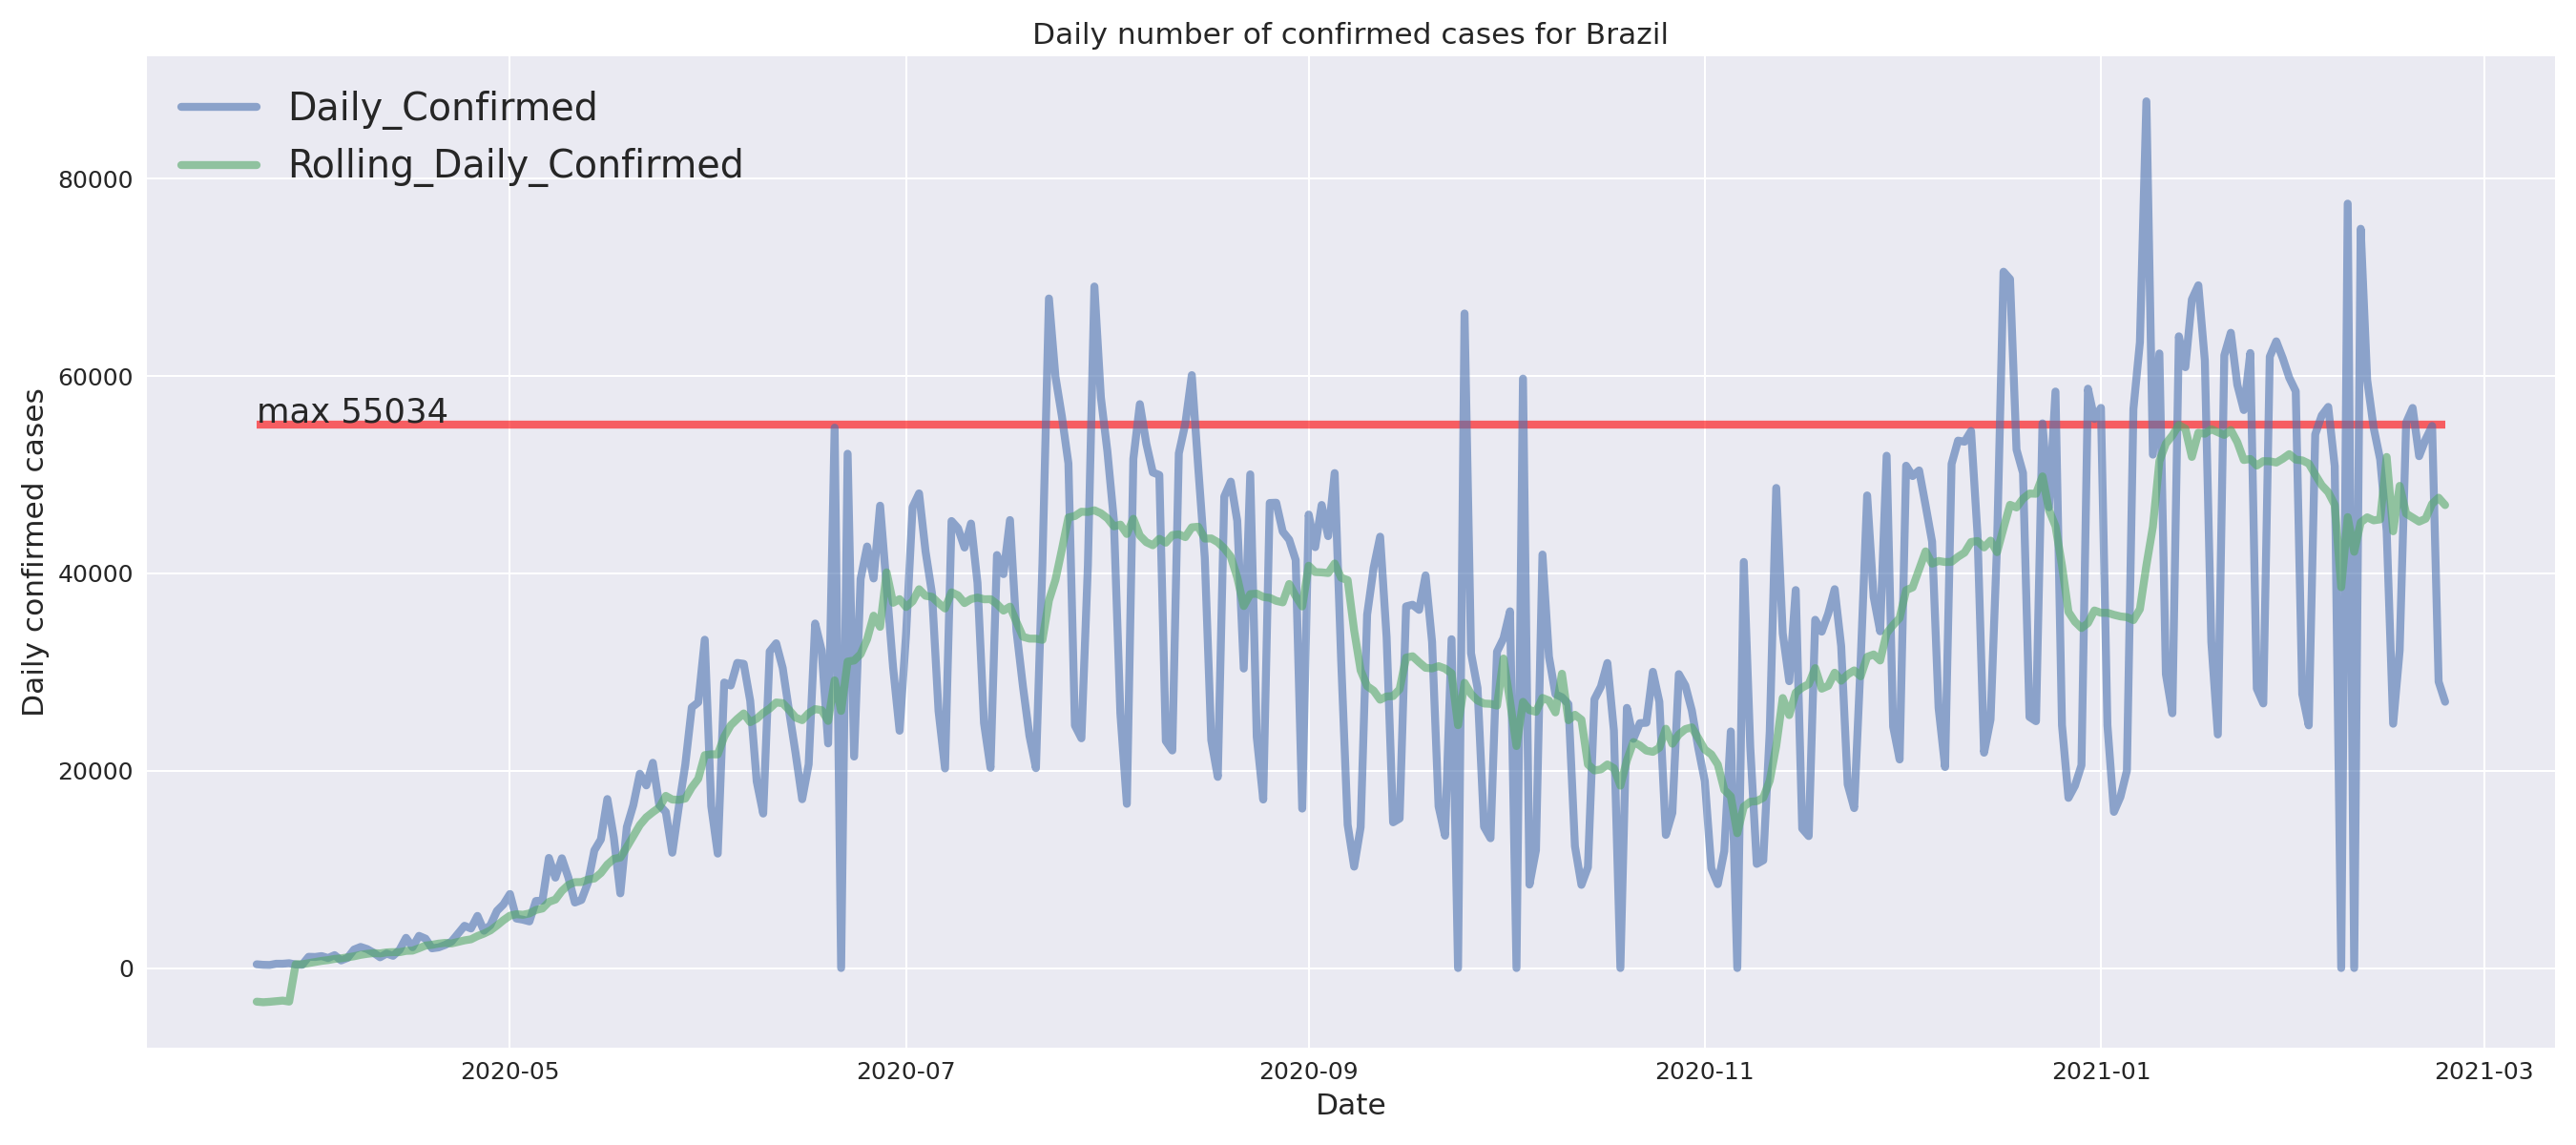 Daily number of confirmed cases for Brazil
Daily_Confirmed
Rolling_Daily_Confirmed
80000
60000
40000
20000
0
max 55034
Daily confirmed cases
2020-05 2020-07 2020-09 2020-11 2021-01 2021-03
Date